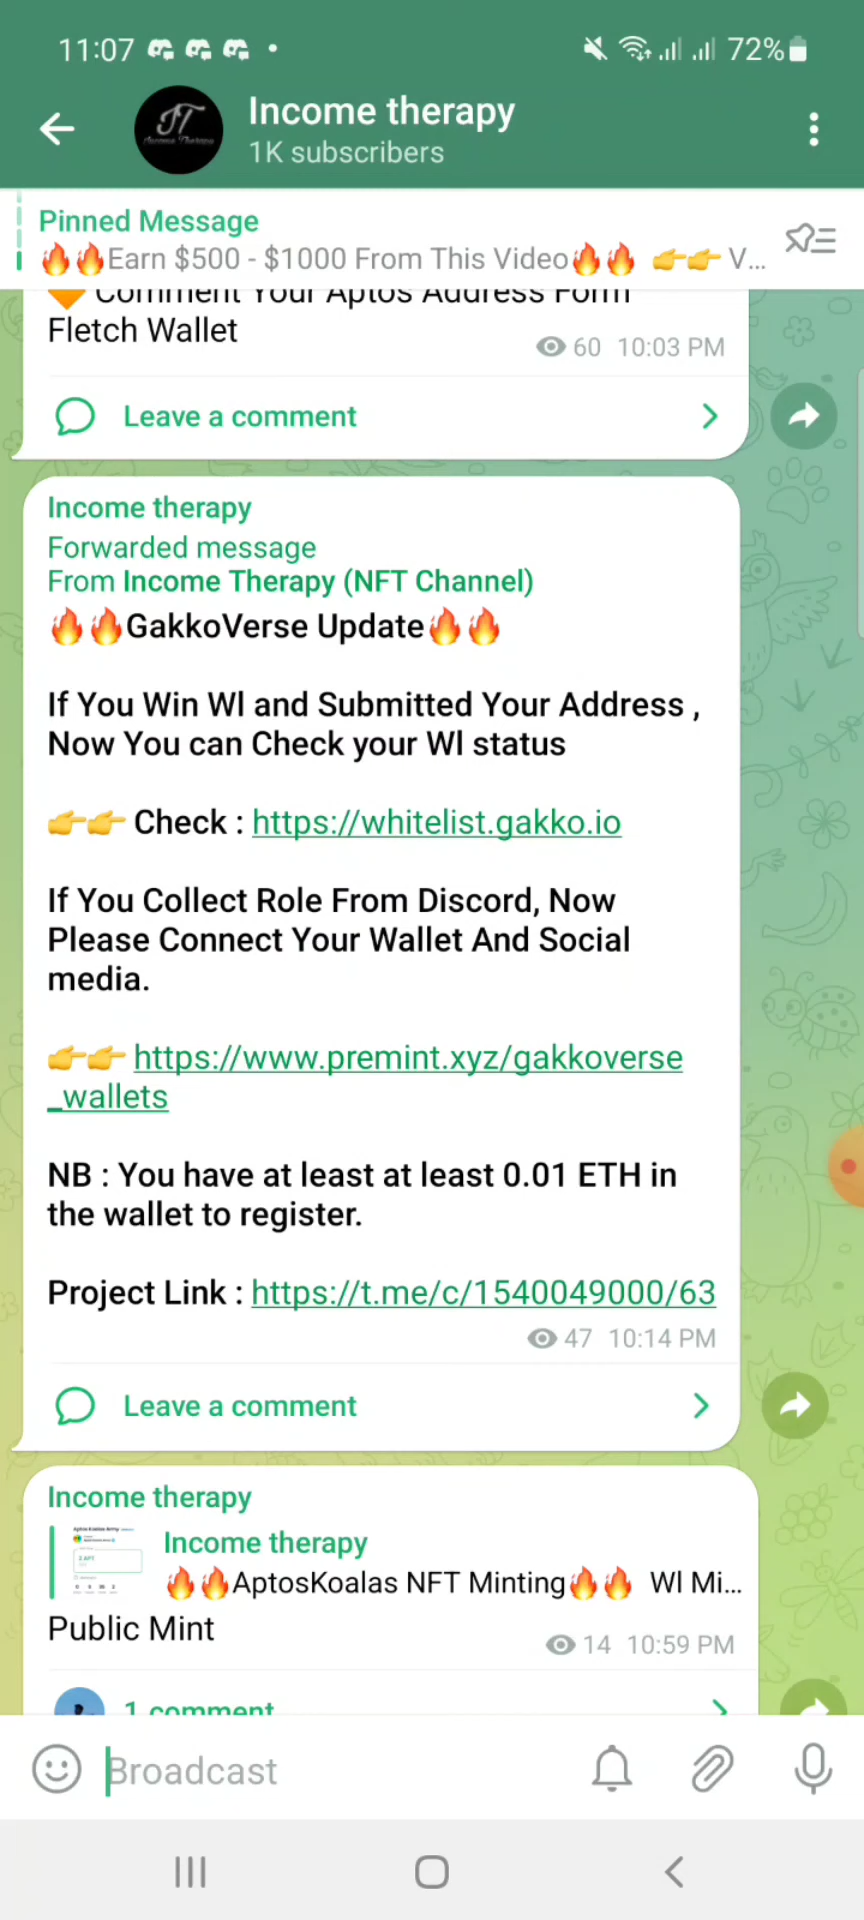 11:07
72%
Income therapy
1K subscribers
Pinned Message
🔥🔥Earn $500 - $1000 From This Video🔥🔥 👉👉 V...
🔶 Comment Your Aptos Address Form
Fletch Wallet
60 10:03 PM
Leave a comment
Income therapy
Forwarded message
From Income Therapy (NFT Channel)
🔥🔥GakkoVerse Update🔥🔥
If You Win Wl and Submitted Your Address ,
Now You can Check your Wl status
👉👉 Check : https://whitelist.gakko.io
If You Collect Role From Discord, Now
Please Connect Your Wallet And Social
media.
👉👉 https://www.premint.xyz/gakkoverse
_wallets
NB : You have at least at least 0.01 ETH in
the wallet to register.
Project Link : https://t.me/c/1540049000/63
47 10:14 PM
Leave a comment
Income therapy
Income therapy
🔥🔥AptosKoalas NFT Minting🔥🔥 Wl Mi...
Public Mint
14 10:59 PM
1 comment
Broadcast